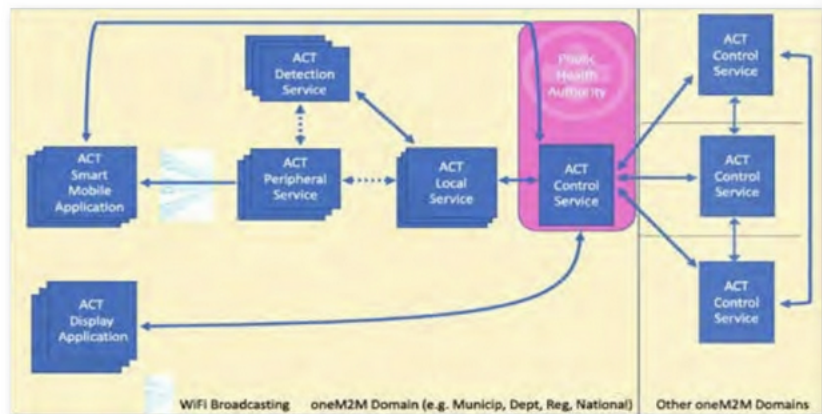 ACT
Detection
Service
Public
Health
Authority
ACT
Control
Service
ACT
Smart
Mobile
Application
ACT
Peripheral
Service
ACT
Local
Service
ACT
Control
Service
ACT
Control
Service
ACT
Display
Application
ACT
Control
Service
WiFi Broadcasting
oneM2M Domain (e.g. Municip, Dept, Reg, National)
Other oneM2M Domains